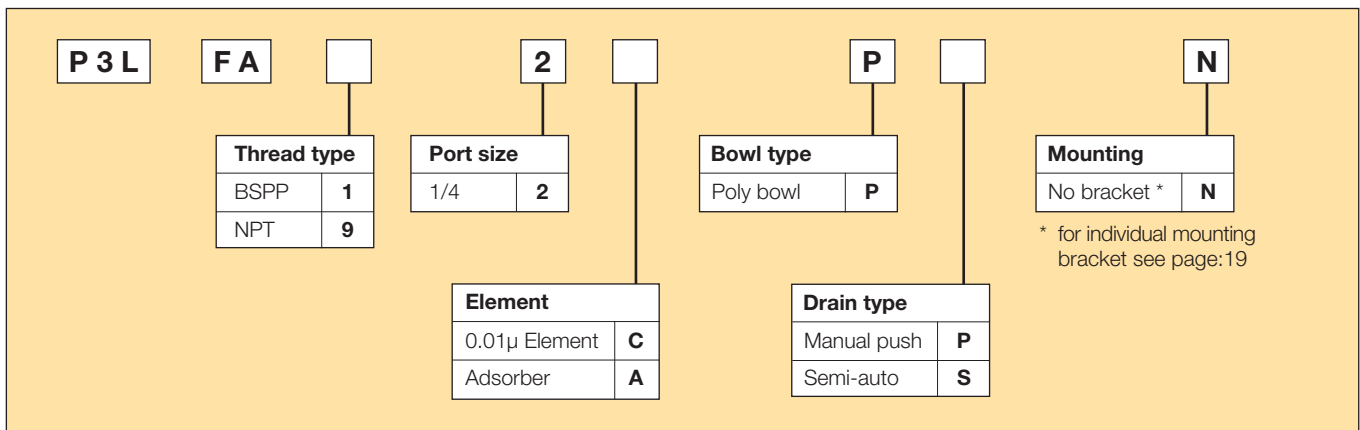 P 3 L F A 2 P N
Thread type
BSPP 1
NPT 9
Port size
1/4 2
Bowl type
Poly bowl P
Mounting
No bracket * N
* for individual mounting
bracket see page:19
Element
0.01µ Element C
Adsorber A
Drain type
Manual push P
Semi-auto S